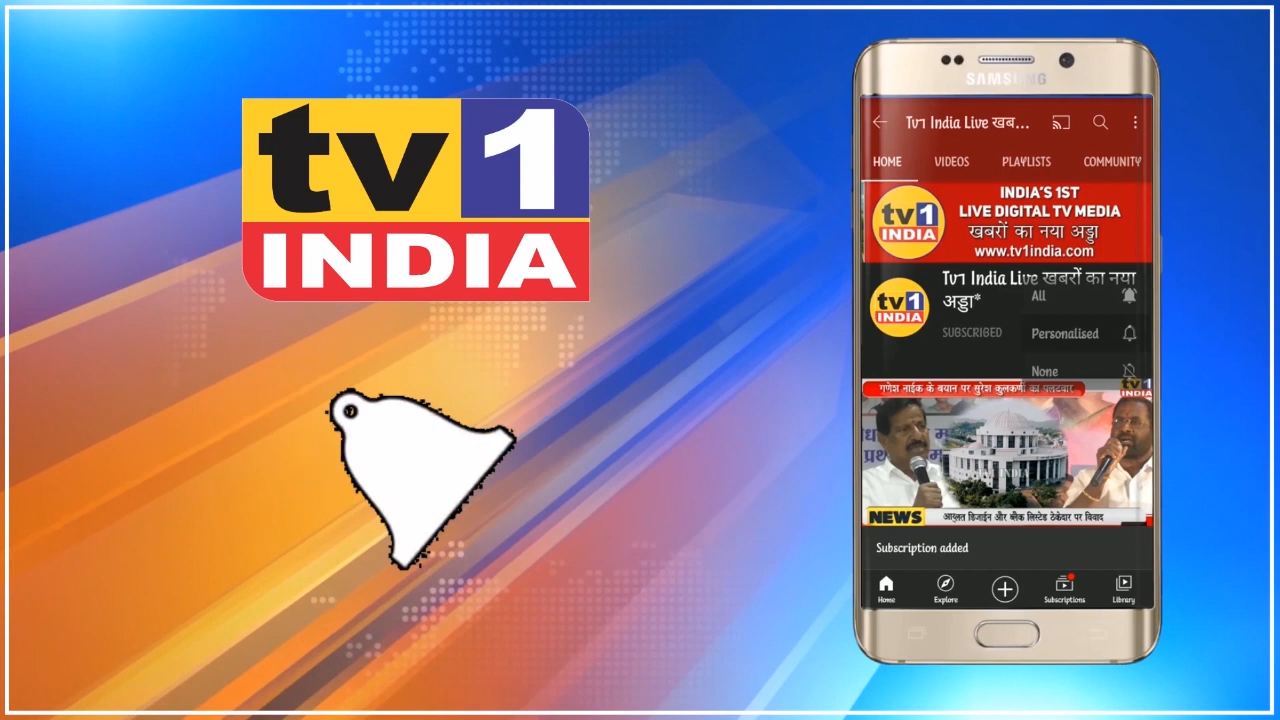 tv1
INDIA
SAMSUNG
Tv1 India Live खब...
HOME VIDEOS PLAYLISTS COMMUNITY
tv1
INDIA
INDIA'S 1ST
LIVE DIGITAL TV MEDIA
खबरों का नया अड्डा
www.tv1india.com
tv1
INDIA
Tv1 India Live खबरों का नया
अड्डा*
SUBSCRIBED
All
Personalised
None
गणेश नाईक के बयान पर सुरेश कुलकर्णी का पलटवार
tv1
INDIA
NEWS
डिजाईन और ब्लैक लिस्टेड ठेकेदार पर विवाद
Subscription added
Home Explore Subscriptions Library